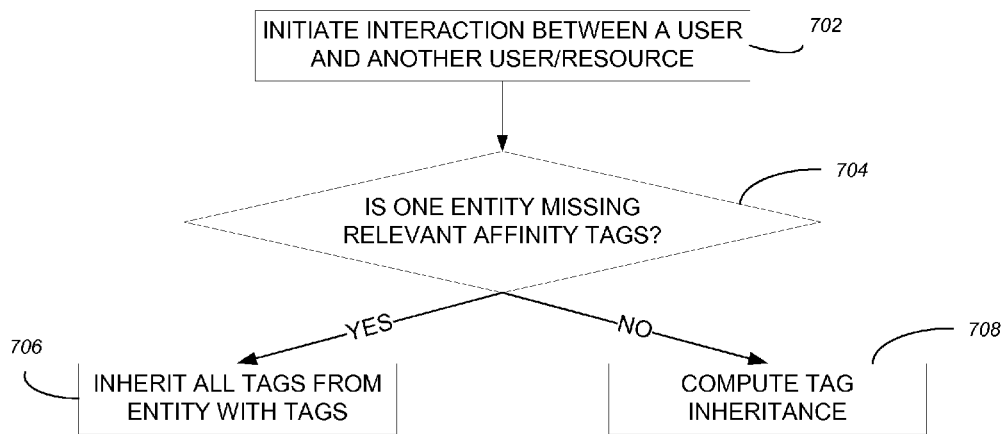 INITIATE INTERACTION BETWEEN A USER
AND ANOTHER USER/RESOURCE
702
IS ONE ENTITY MISSING
RELEVANT AFFINITY TAGS?
704
YES
NO
706
INHERIT ALL TAGS FROM
ENTITY WITH TAGS
708
COMPUTE TAG
INHERITANCE